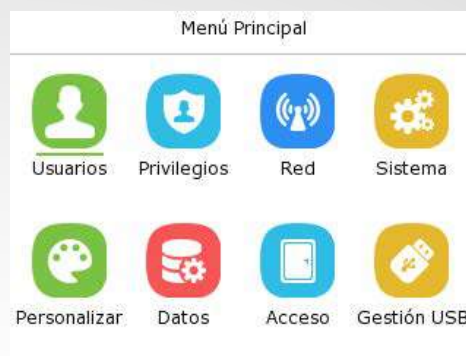 Menú Principal
Usuarios Privilegios Red Sistema
Personalizar Datos Acceso Gestión USB